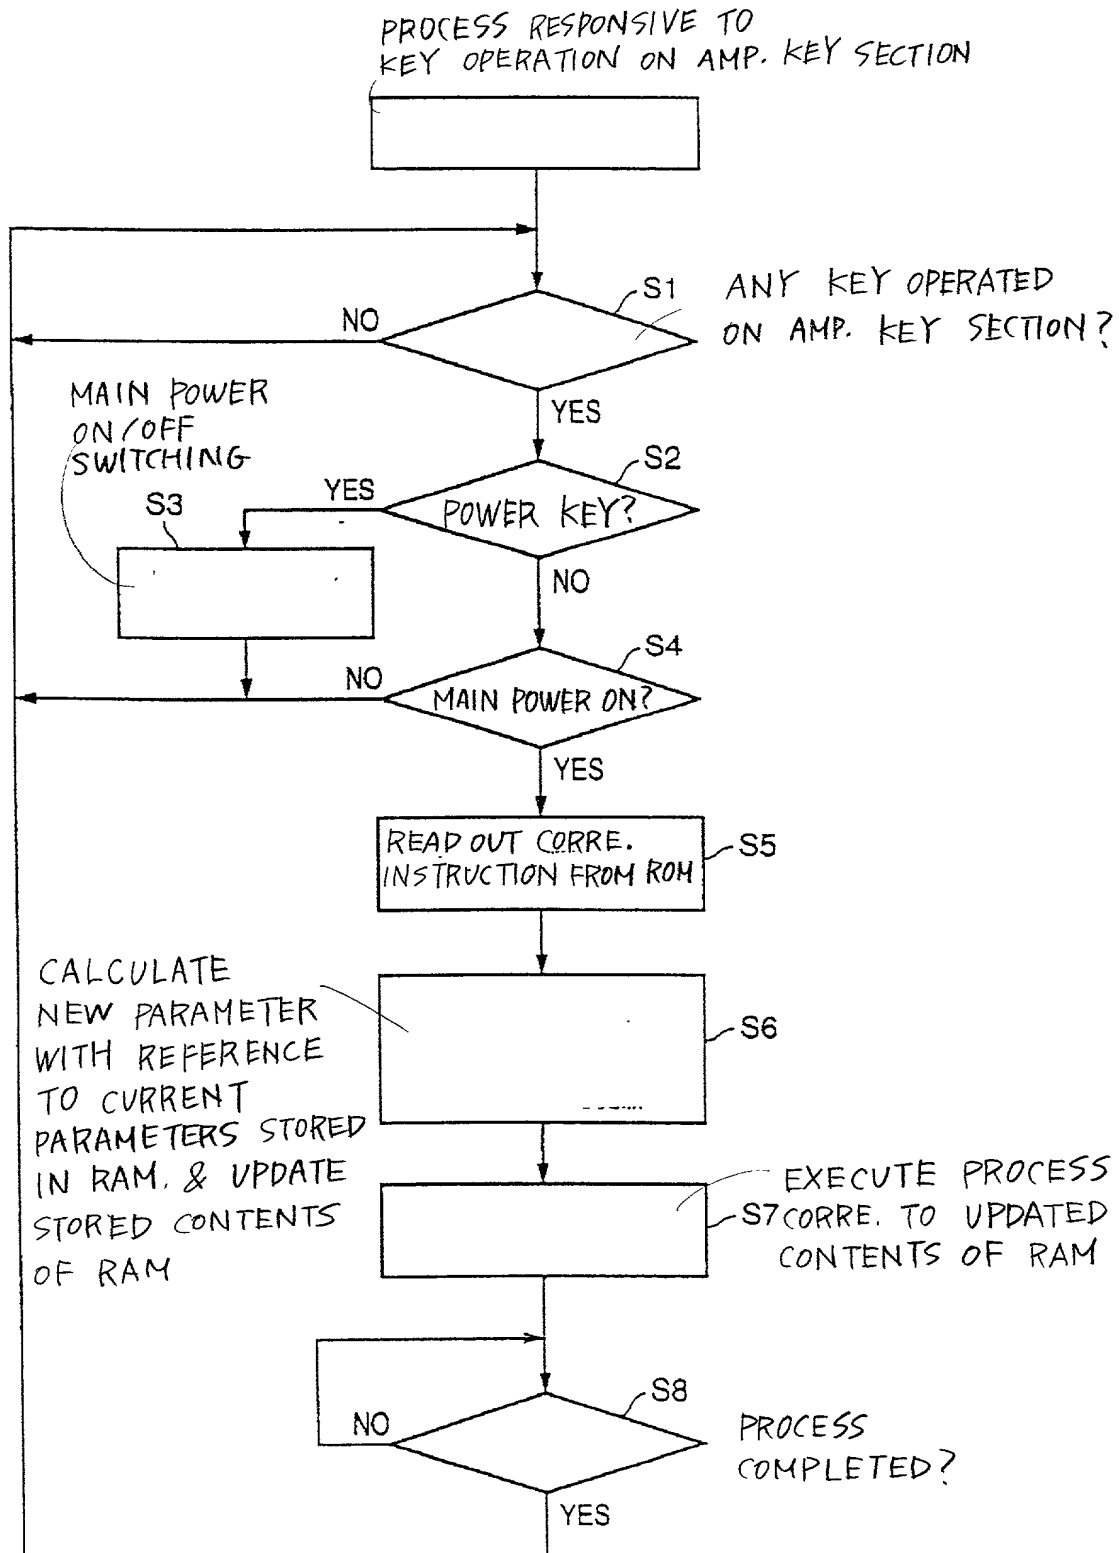 PROCESS RESPONSIVE TO
KEY OPERATION ON AMP. KEY SECTION
S1
ANY KEY OPERATED
ON AMP. KEY SECTION?
NO
YES
MAIN POWER
ON/OFF
SWITCHING
S2
YES
POWER KEY?
S3
NO
S4
NO
MAIN POWER ON?
YES
READ OUT CORRE.
INSTRUCTION FROM ROM
S5
CALCULATE
NEW PARAMETER
WITH REFERENCE
TO CURRENT
PARAMETERS STORED
IN RAM. & UPDATE
STORED CONTENTS
OF RAM
S6
EXECUTE PROCESS
S7 CORRE. TO UPDATED
CONTENTS OF RAM
S8
NO
PROCESS
COMPLETED?
YES